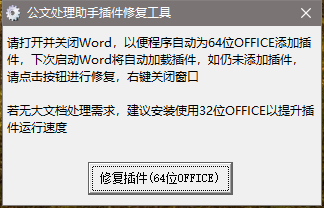 公文处理助手插件修复工具
请打开并关闭Word，以便程序自动为64位OFFICE添加插
件，下次启动Word将自动加载插件，如仍未添加插件，
请点击按钮进行修复，右键关闭窗口
若无大文档处理需求，建议安装使用32位OFFICE以提升插
件运行速度
修复插件(64位OFFICE)